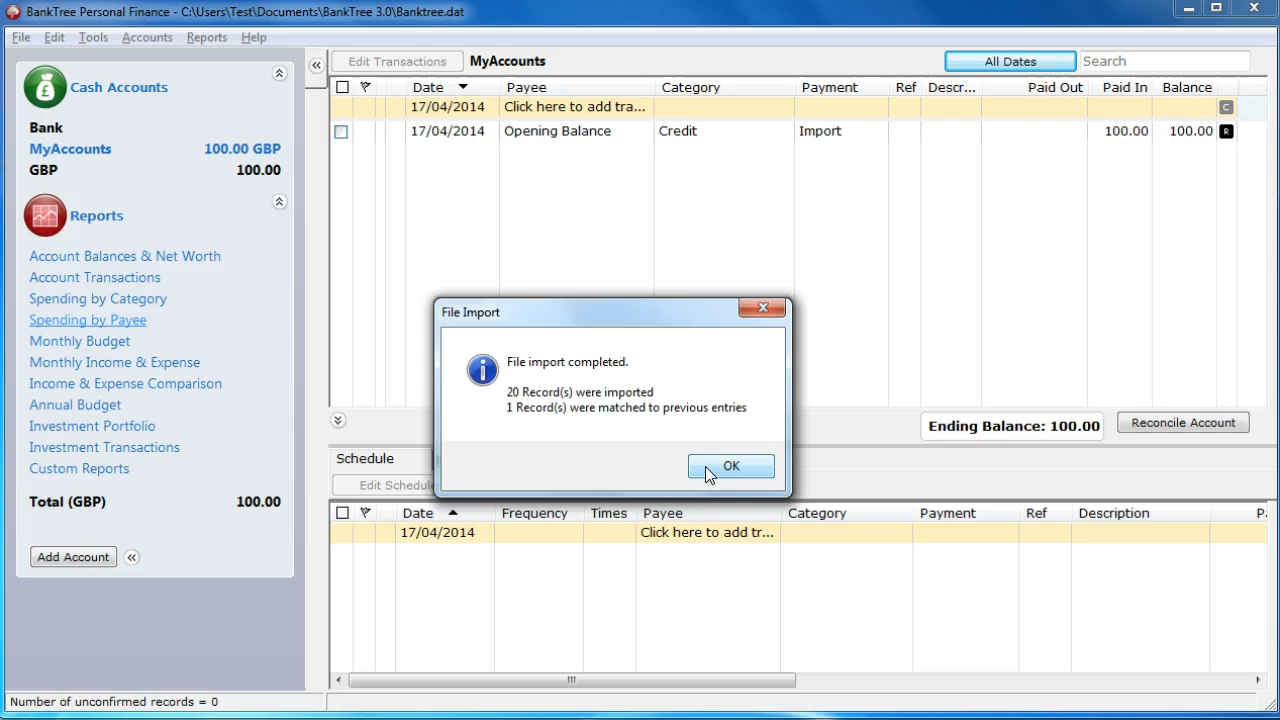 BankTree Personal Finance - C:\Users\Test\Documents\BankTree 3.0\Banktree.dat
File Edit Tools Accounts Reports Help
Cash Accounts
Bank
MyAccounts 100.00 GBP
GBP 100.00
Reports
Account Balances & Net Worth
Account Transactions
Spending by Category
Spending by Payee
Monthly Budget
Monthly Income & Expense
Income & Expense Comparison
Annual Budget
Investment Portfolio
Investment Transactions
Custom Reports
Total (GBP) 100.00
Add Account
Edit Transactions MyAccounts All Dates Search
Date Payee Category Payment Ref Descr... Paid Out Paid In Balance
17/04/2014 Click here to add tra... C
17/04/2014 Opening Balance Credit Import 100.00 100.00 R
File Import
File import completed.
20 Record(s) were imported
1 Record(s) were matched to previous entries
OK
Ending Balance: 100.00 Reconcile Account
Schedule
Edit Schedule
Date Frequency Times Payee Category Payment Ref Description P
17/04/2014 Click here to add tr...
Number of unconfirmed records = 0